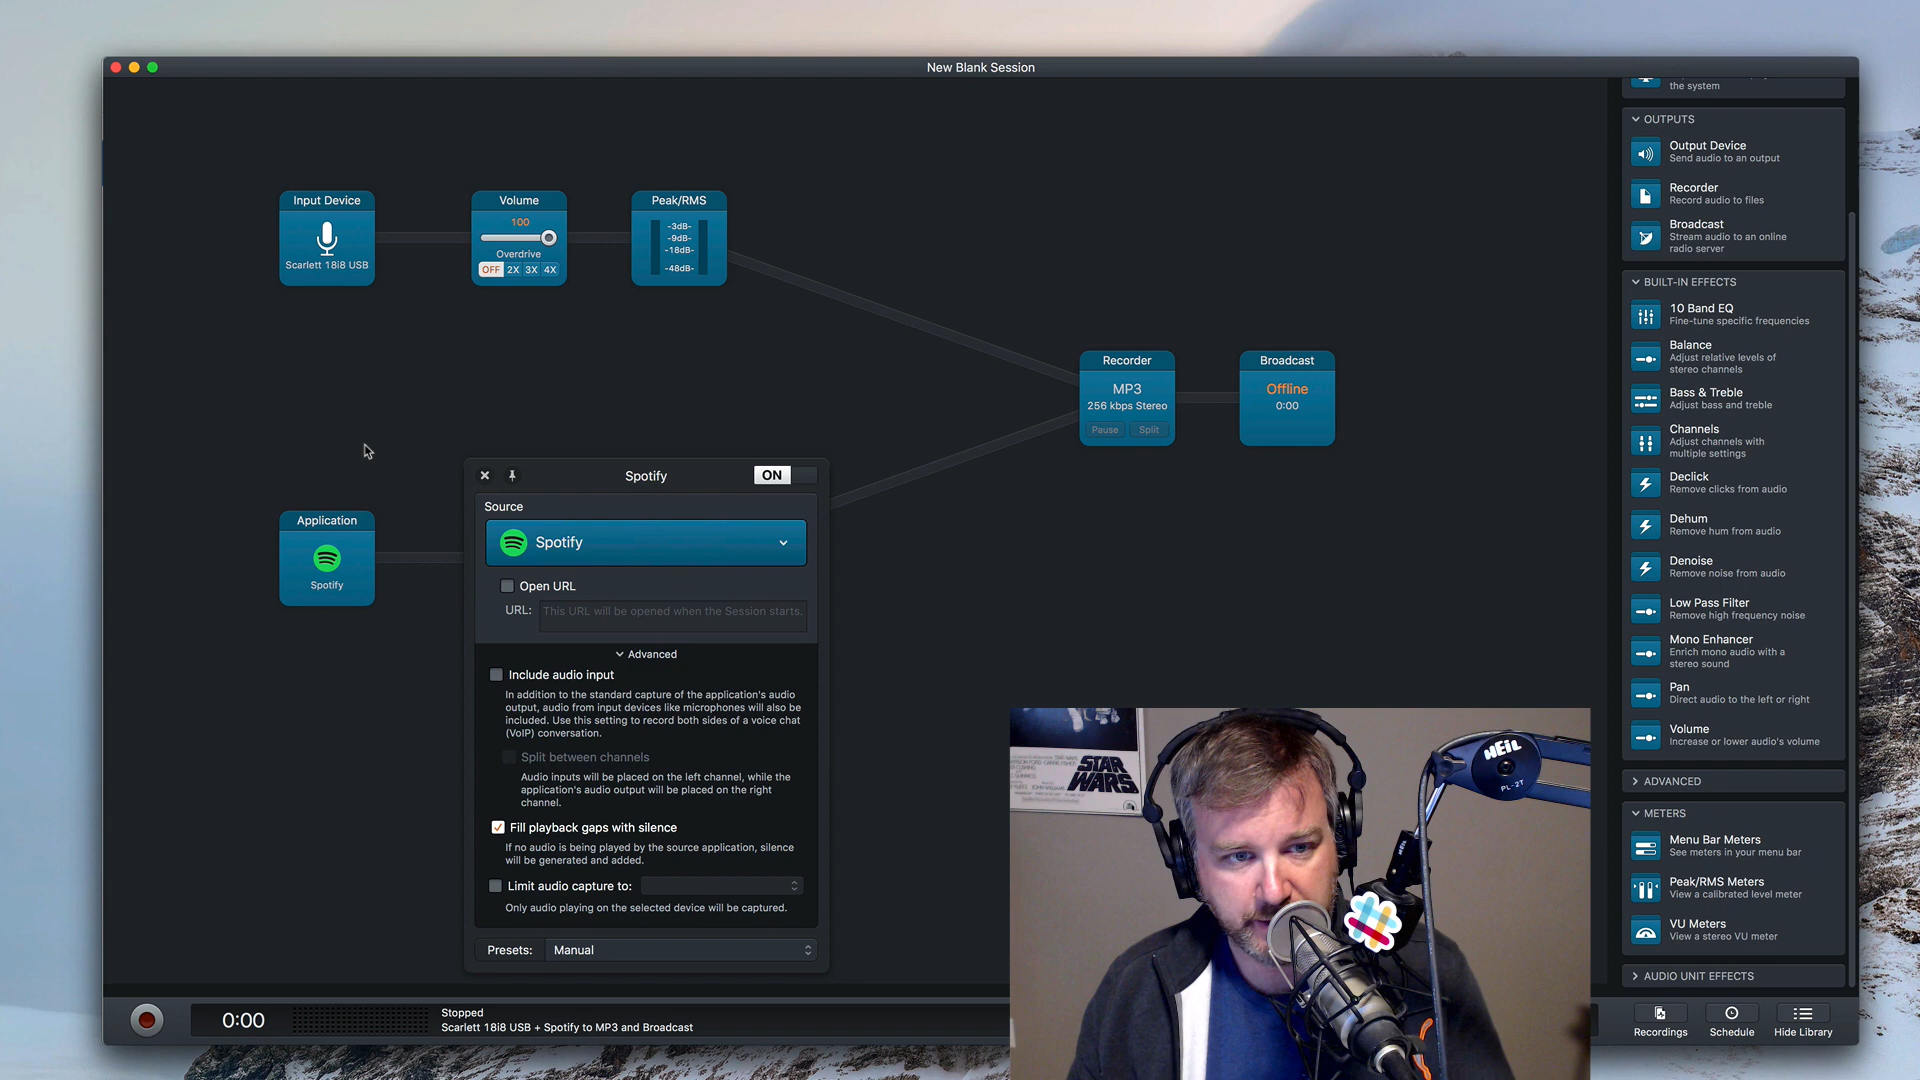 New Blank Session
Input Device
Scarlett 18i8 USB
Volume
100
Overdrive
OFF 2X 3X 4X
Peak/RMS
-3dB-
-9dB-
-18dB-
-48dB-
Recorder
MP3
256 kbps Stereo
Pause Split
Broadcast
Offline
0:00
Application
Spotify
Spotify
ON
Source
Spotify
Open URL
URL: This URL will be opened when the Session starts.
Advanced
Include audio input
In addition to the standard capture of the application's audio
output, audio from input devices like microphones will also be
included. Use this setting to record both sides of a voice chat
(VoIP) conversation.
Split between channels
Audio inputs will be placed on the left channel, while the
application's audio output will be placed on the right
channel.
Fill playback gaps with silence
If no audio is being played by the source application, silence
will be generated and added.
Limit audio capture to:
Only audio playing on the selected device will be captured.
Presets: Manual
the system
OUTPUTS
Output Device
Send audio to an output
Recorder
Record audio to files
Broadcast
Stream audio to an online
radio server
BUILT-IN EFFECTS
10 Band EQ
Fine-tune specific frequencies
Balance
Adjust relative levels of
stereo channels
Bass & Treble
Adjust bass and treble
Channels
Adjust channels with
multiple settings
Declick
Remove clicks from audio
Dehum
Remove hum from audio
Denoise
Remove noise from audio
Low Pass Filter
Remove high frequency noise
Mono Enhancer
Enrich mono audio with a
stereo sound
Pan
Direct audio to the left or right
Volume
Increase or lower audio's volume
ADVANCED
METERS
Menu Bar Meters
See meters in your menu bar
Peak/RMS Meters
View a calibrated level meter
VU Meters
View a stereo VU meter
AUDIO UNIT EFFECTS
STAR
WARS
HEIL
PL-2T
0:00
Stopped
Scarlett 18i8 USB + Spotify to MP3 and Broadcast
Recordings
Schedule
Hide Library